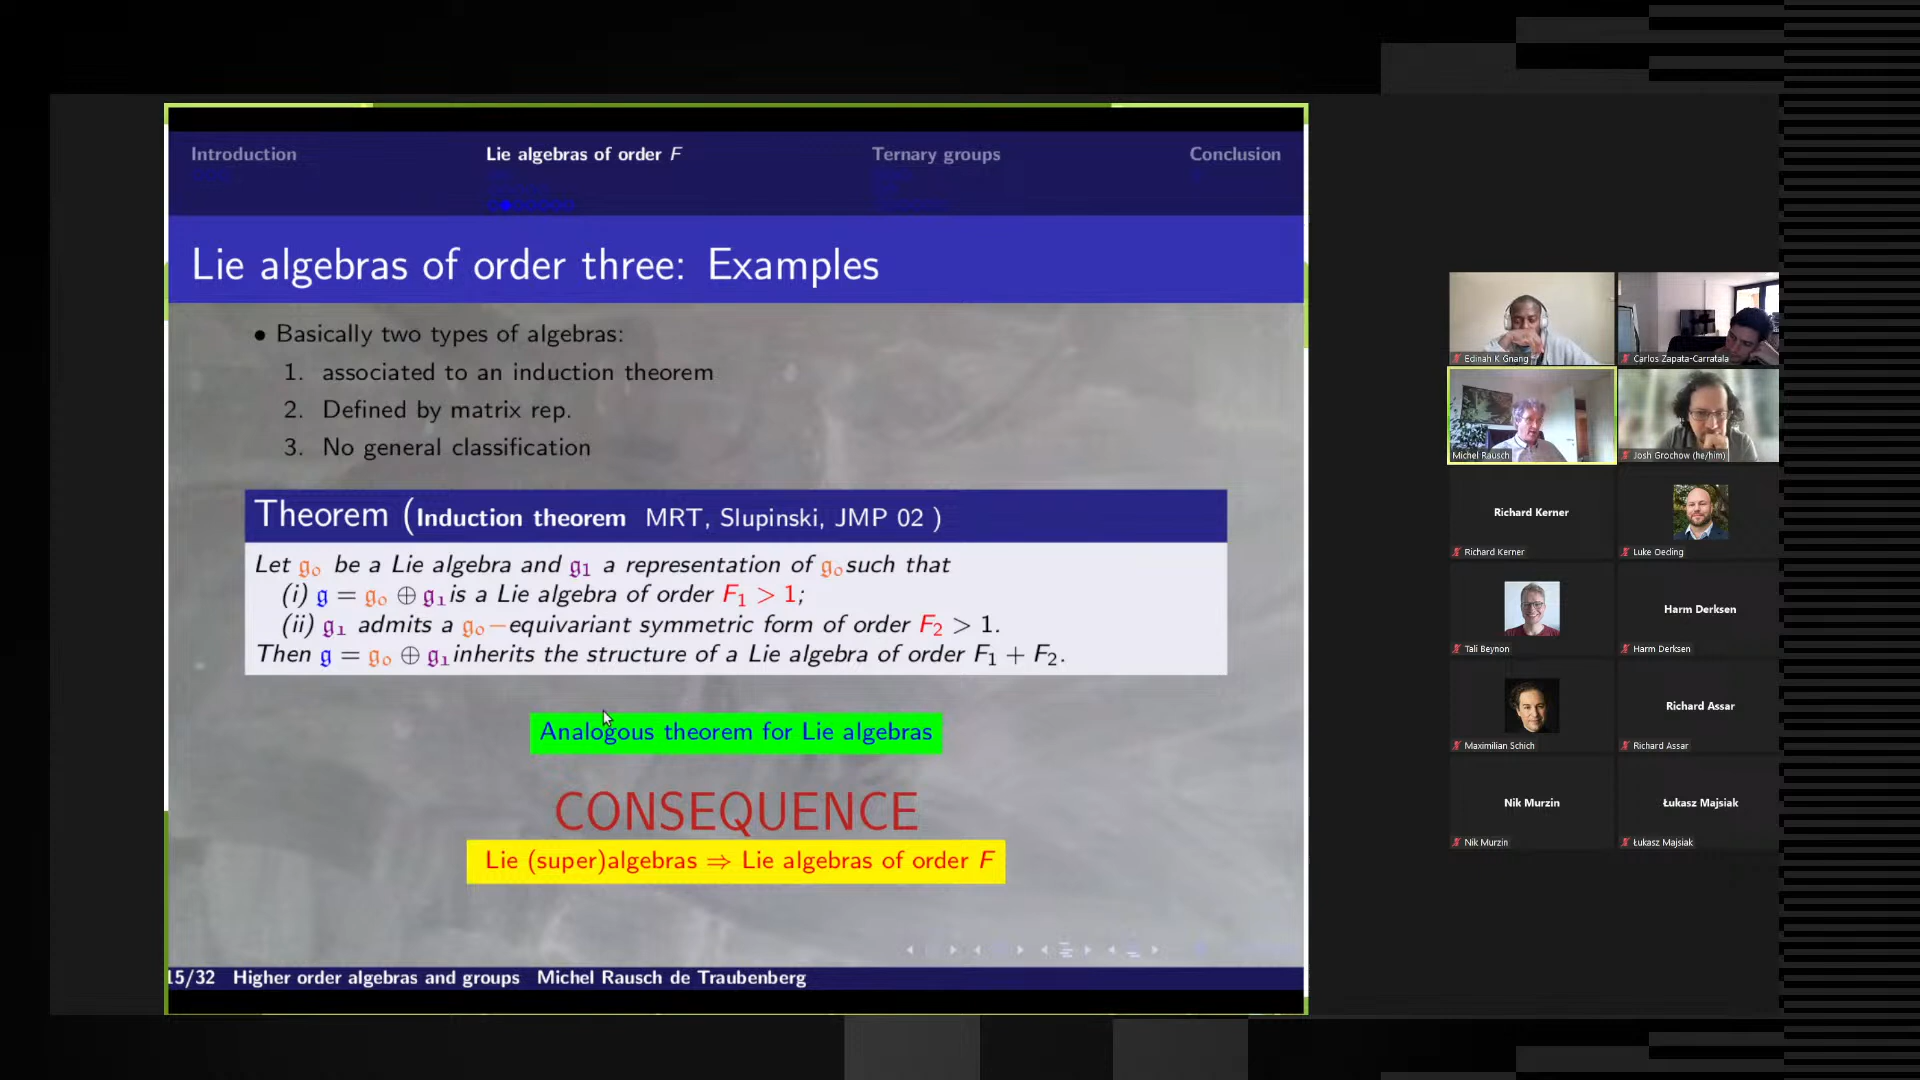 Introduction
Lie algebras of order F
Ternary groups
Conclusion
Lie algebras of order three: Examples
• Basically two types of algebras:
1. associated to an induction theorem
2. Defined by matrix rep.
3. No general classification
Theorem (Induction theorem MRT, Slupinski, JMP 02 )
Let 𝔤₀ be a Lie algebra and 𝔤₁ a representation of 𝔤₀such that
(i) 𝔤 = 𝔤₀ ⊕ 𝔤₁is a Lie algebra of order F₁ > 1;
(ii) 𝔤₁ admits a 𝔤₀−equivariant symmetric form of order F₂ > 1.
Then 𝔤 = 𝔤₀ ⊕ 𝔤₁inherits the structure of a Lie algebra of order F₁ + F₂.
Analogous theorem for Lie algebras
CONSEQUENCE
Lie (super)algebras ⇒ Lie algebras of order F
15/32 Higher order algebras and groups Michel Rausch de Traubenberg
Edinah K Gnang
Carlos Zapata-Carratala
Michel Rausch
Josh Grochow (he/him)
Richard Kerner
Richard Kerner
Luke Oeding
Harm Derksen
Tali Beynon
Harm Derksen
Richard Assar
Maximilian Schich
Richard Assar
Nik Murzin
Łukasz Majsiak
Nik Murzin
Łukasz Majsiak